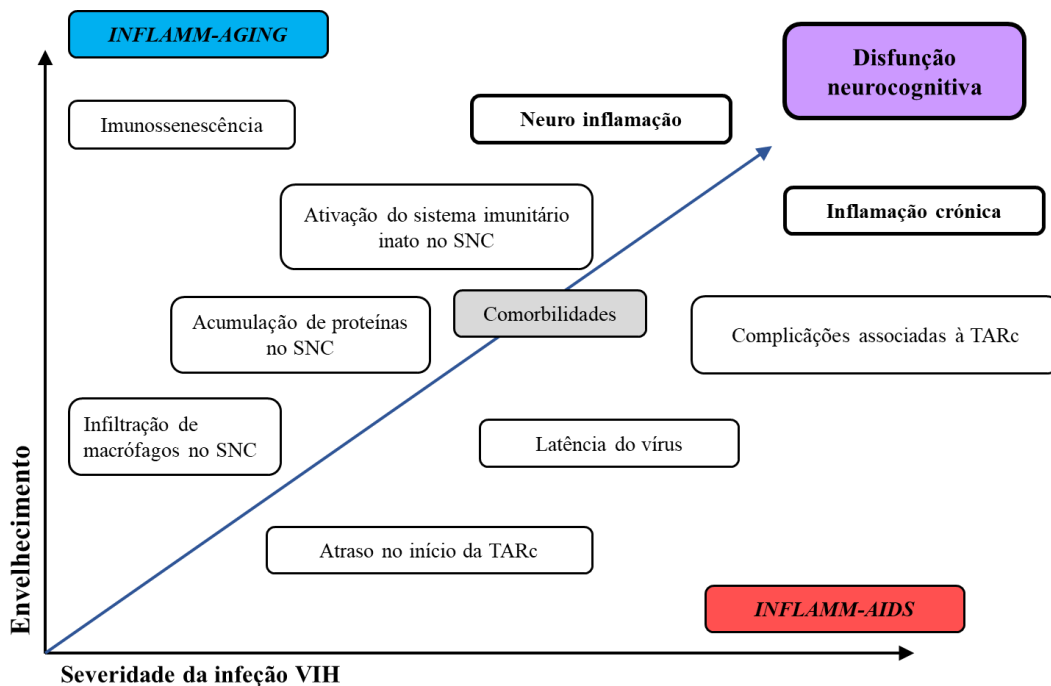 INFLAMM-AGING
Disfunção
neurocognitiva
Imunossenescência
Neuro inflamação
Ativação do sistema imunitário
inato no SNC
Inflamação crónica
Acumulação de proteínas
no SNC
Comorbilidades
Complicações associadas à TARc
Infiltração de
macrófagos no SNC
Latência do vírus
Atraso no início da TARc
INFLAMM-AIDS
Envelhecimento
Severidade da infeção VIH